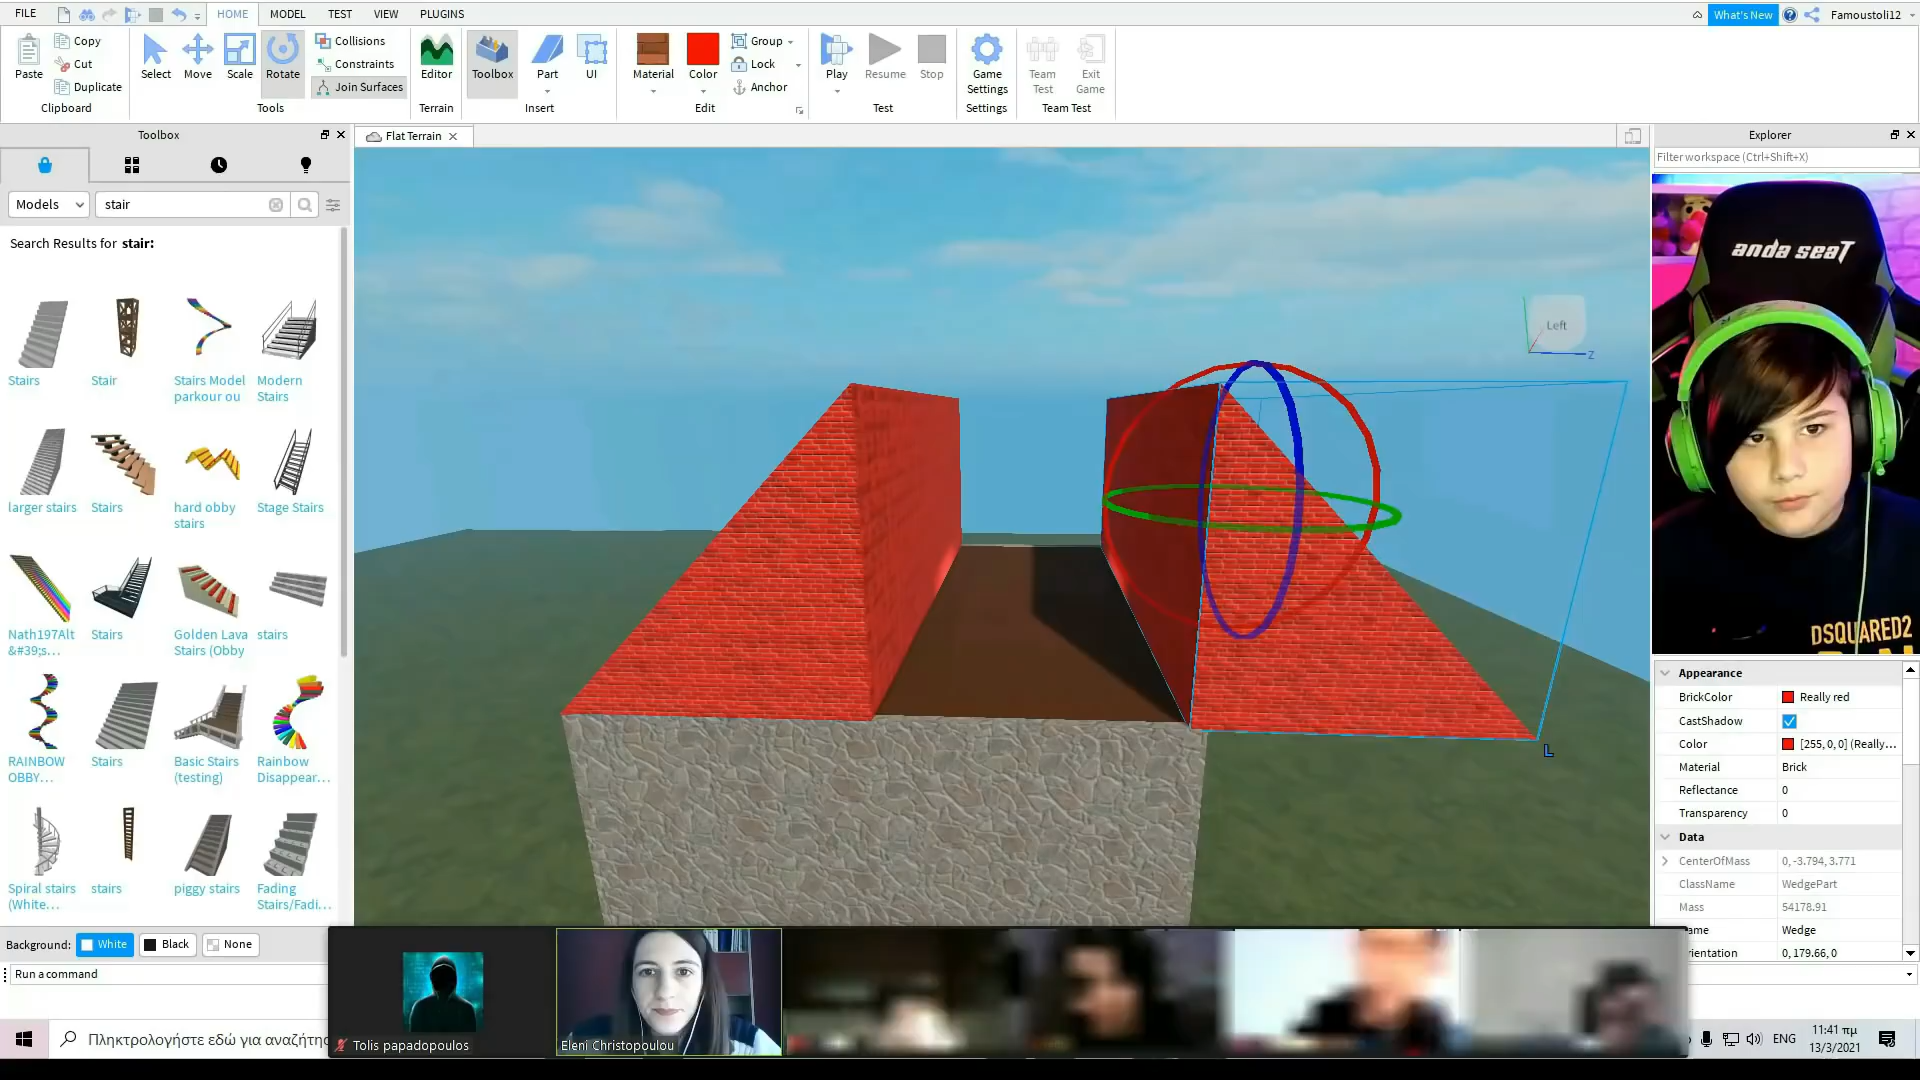 FILE
HOME
MODEL
TEST
VIEW
PLUGINS
What's New
Famoustoli12
Paste
Copy
Cut
Duplicate
Clipboard
Select
Move
Scale
Rotate
Collisions
Constraints
Join Surfaces
Tools
Editor
Terrain
Toolbox
Part
UI
Insert
Material
Color
Group
Lock
Anchor
Edit
Play
Resume
Stop
Test
Game
Settings
Settings
Team
Test
Exit
Game
Team Test
Toolbox
Flat Terrain
Explorer
Filter workspace (Ctrl+Shift+X)
Models
stair
Search Results for stair:
Stairs
Stair
Stairs Model
parkour ou
Modern
Stairs
larger stairs
Stairs
hard obby
stairs
Stage Stairs
Nath197Alt
&#39;s...
Stairs
Golden Lava
Stairs (Obby
stairs
RAINBOW
OBBY...
Stairs
Basic Stairs
(testing)
Rainbow
Disappear...
Spiral stairs
(White...
stairs
piggy stairs
Fading
Stairs/Fadi...
Background:
White
Black
None
Run a command
Left
Z
L
anda seaT
DSQUARED2
Appearance
BrickColor
Really red
CastShadow
Color
[255, 0, 0] (Really...
Material
Brick
Reflectance
0
Transparency
0
Data
CenterOfMass
0, -3.794, 3.771
ClassName
WedgePart
Mass
54178.91
ame
Wedge
rientation
0, 179.66, 0
Tolis papadopoulos
Eleni Christopoulou
Πληκτρολογήστε εδώ για αναζήτη
ENG
11:41 πμ
13/3/2021